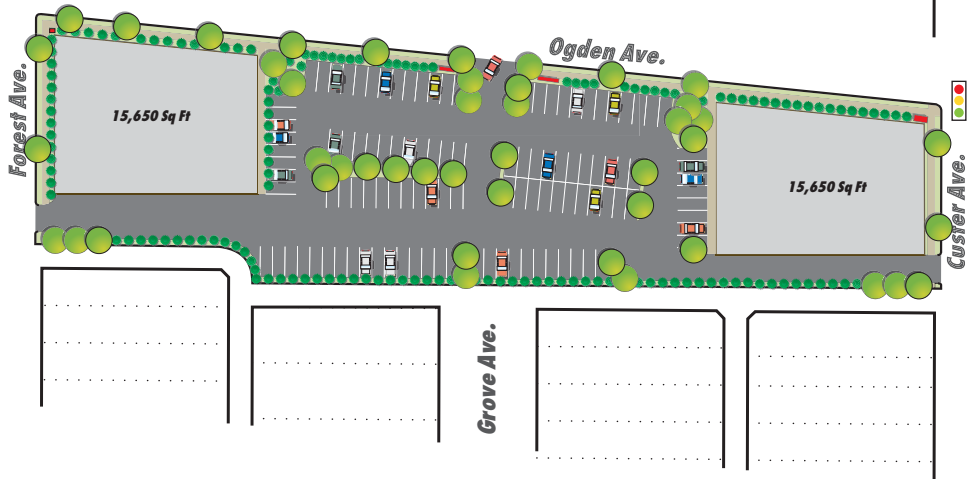 Ogden Ave.
Forest Ave.
15,650 Sq Ft
15,650 Sq Ft
Custer Ave.
Grove Ave.